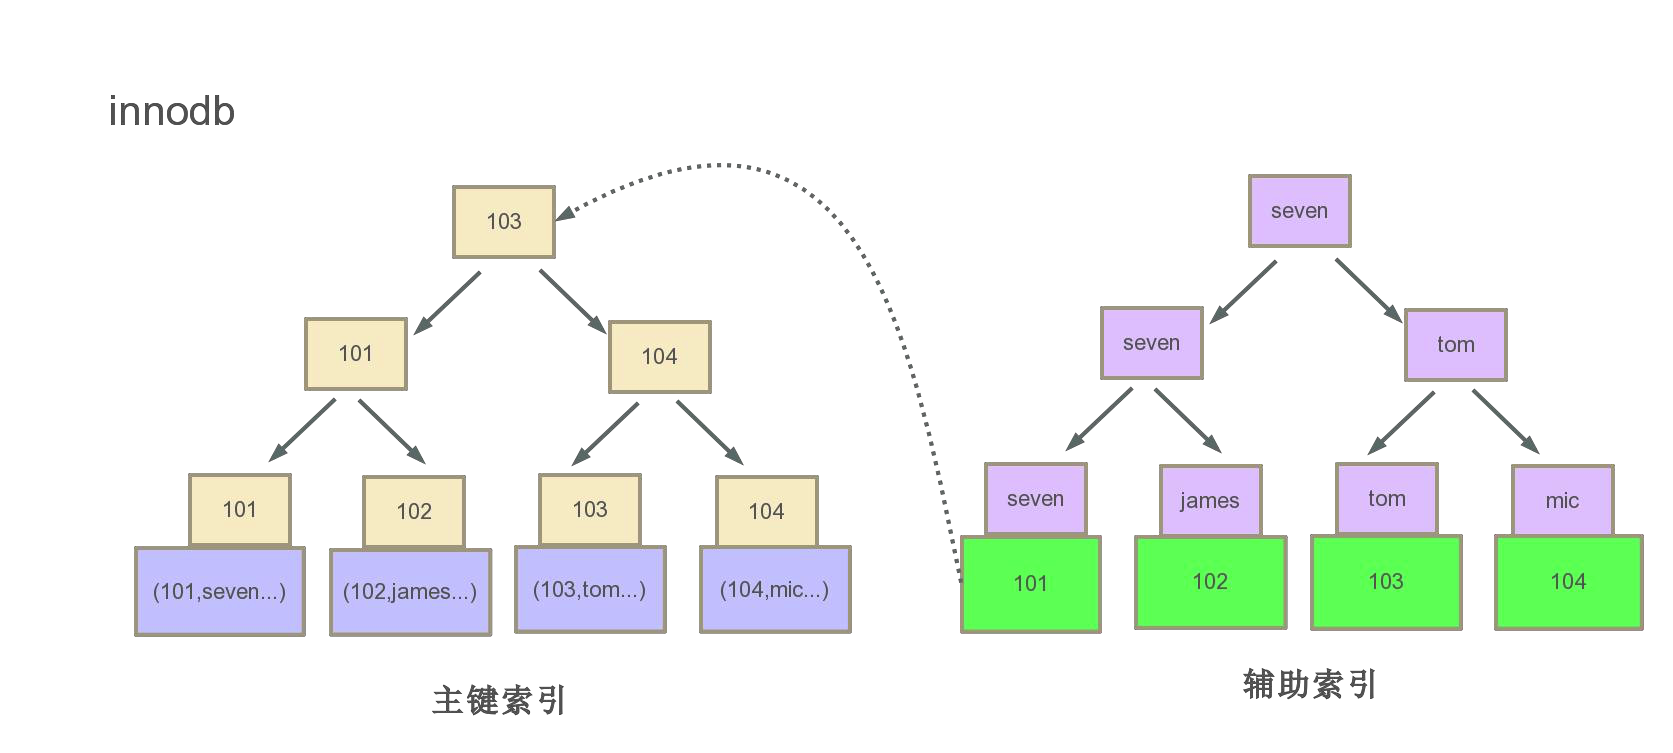 innodb
103
seven
101
104
seven
tom
101
102
103
104
seven
james
tom
mic
(101,seven...)
(102,james...)
(103,tom...)
(104,mic...)
101
102
103
104
主键索引
辅助索引